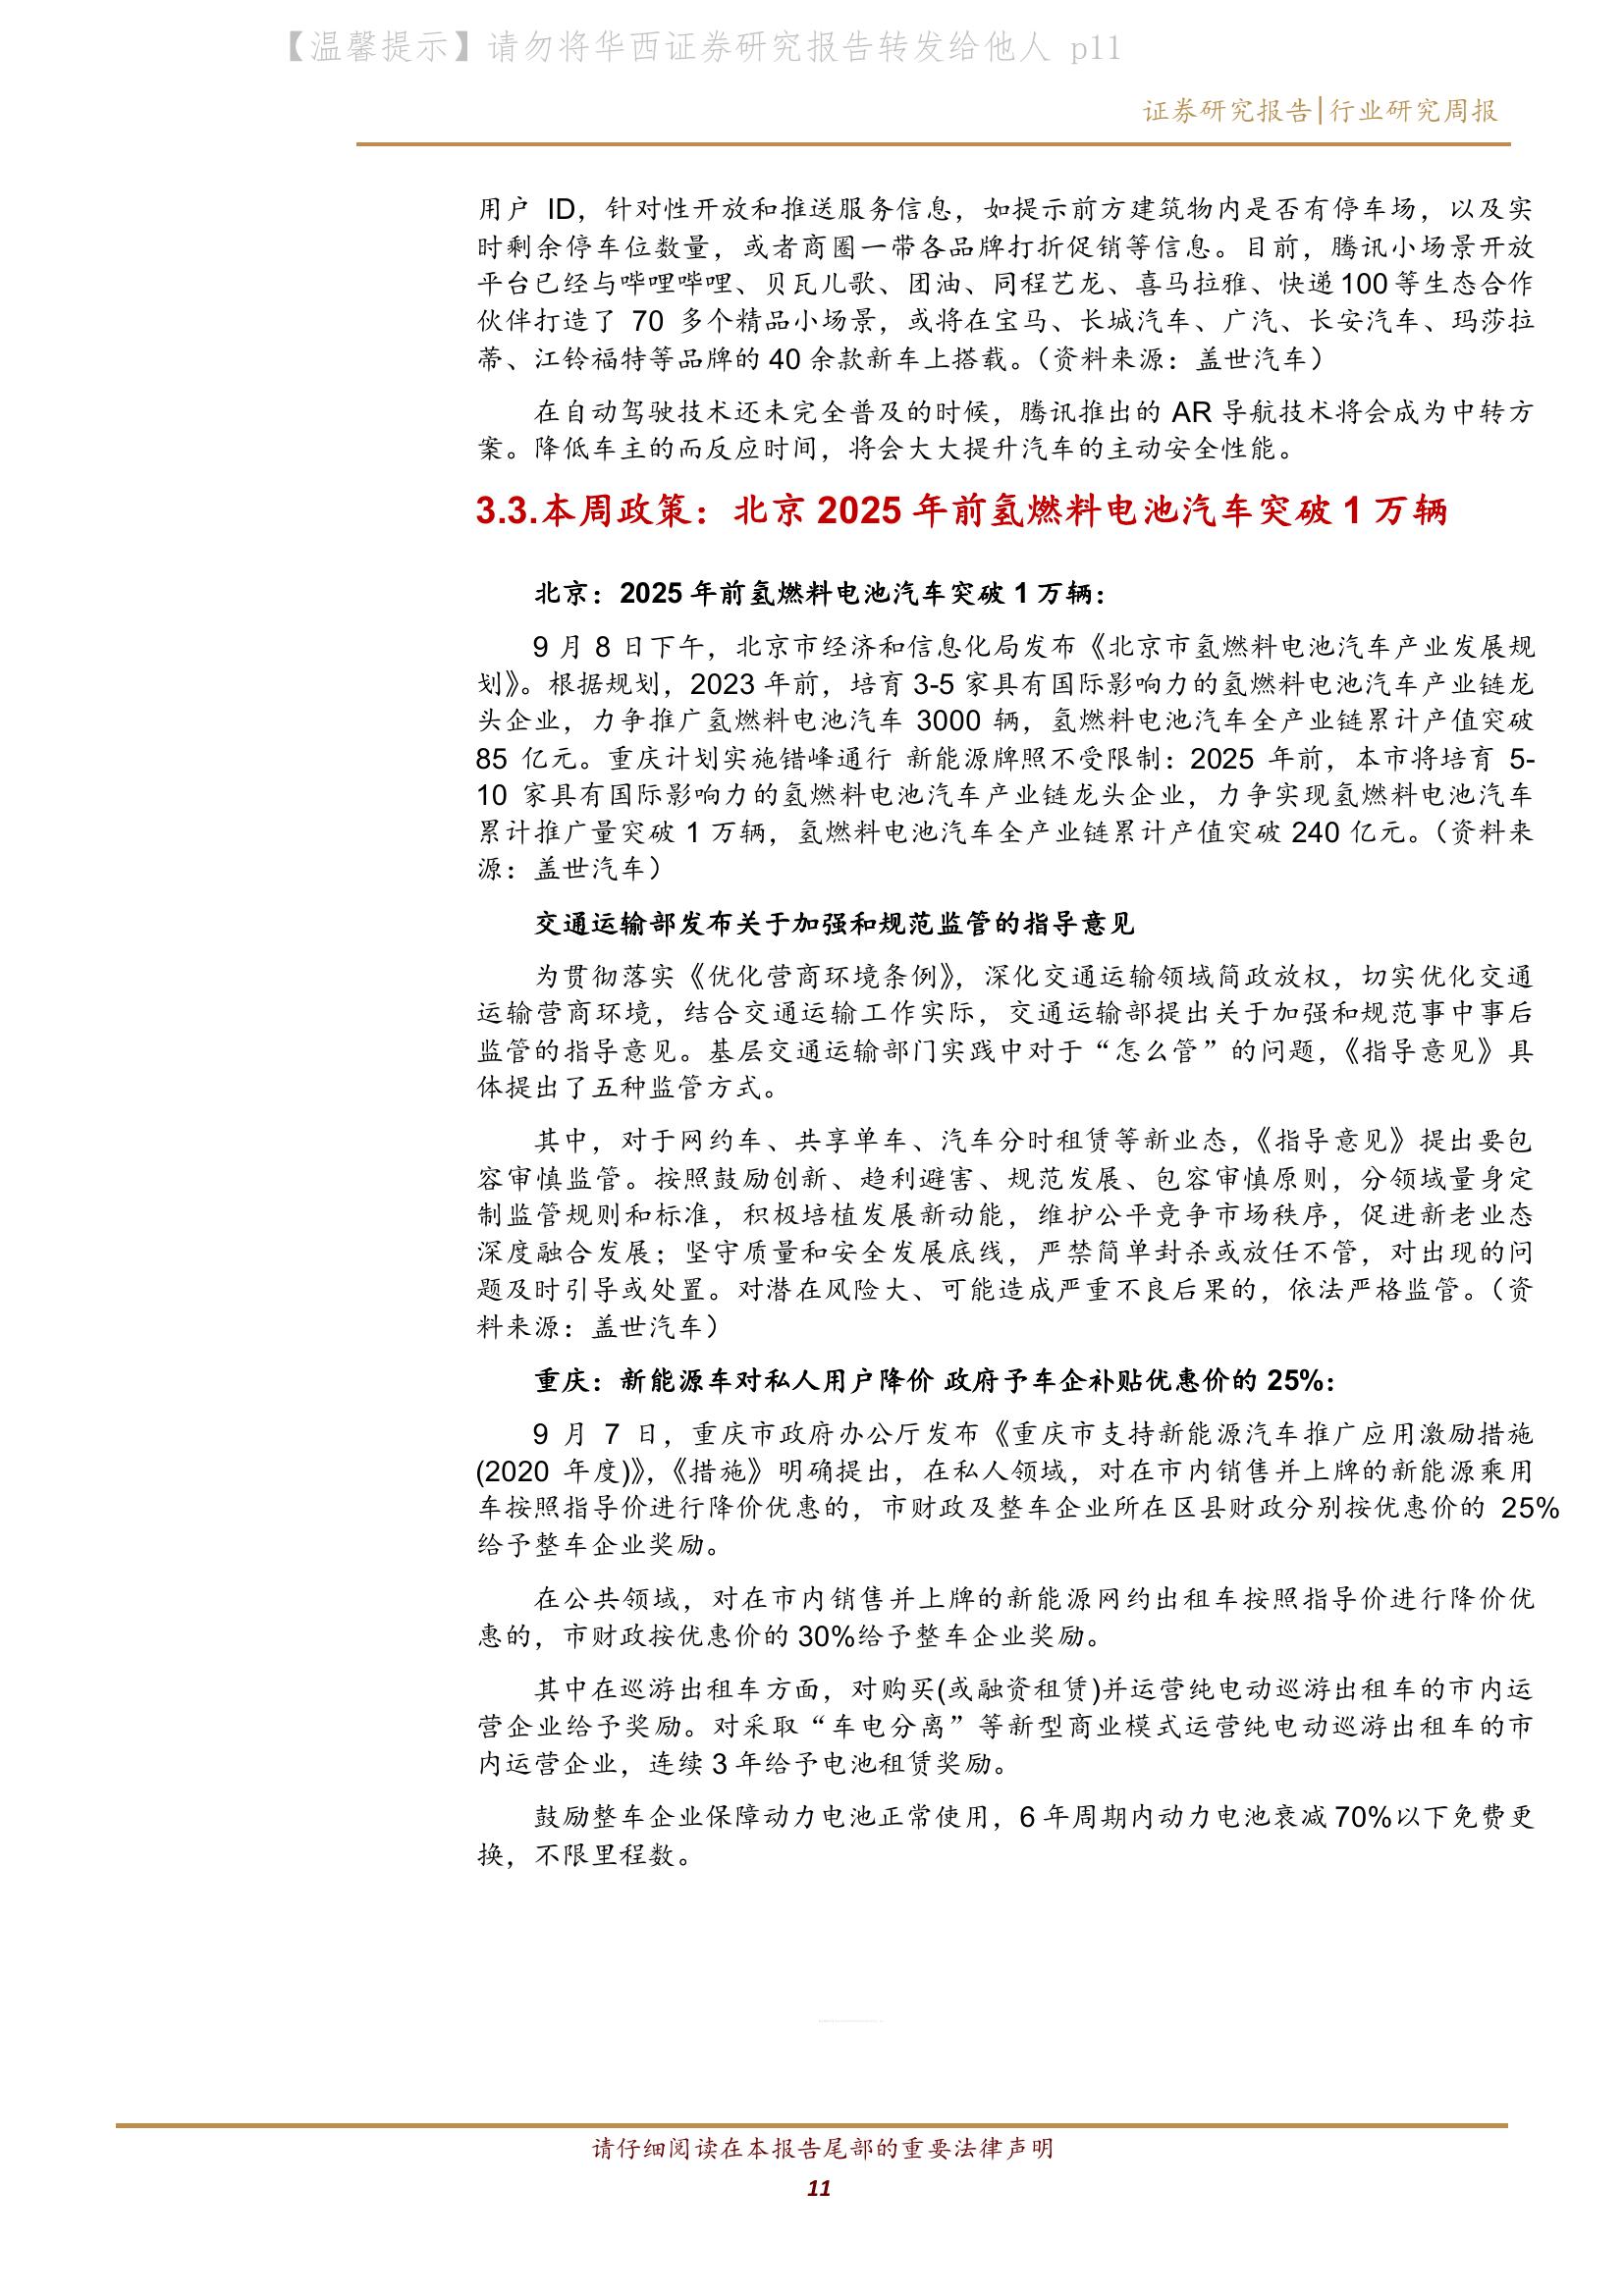 【温馨提示】请勿将华西证券研究报告转发给他人 p11
证券研究报告|行业研究周报
用户 ID，针对性开放和推送服务信息，如提示前方建筑物内是否有停车场，以及实
时剩余停车位数量，或者商圈一带各品牌打折促销等信息。目前，腾讯小场景开放
平台已经与哔哩哔哩、贝瓦儿歌、团油、同程艺龙、喜马拉雅、快递 100 等生态合作
伙伴打造了 70 多个精品小场景，或将在宝马、长城汽车、广汽、长安汽车、玛莎拉
蒂、江铃福特等品牌的 40 余款新车上搭载。（资料来源：盖世汽车）
在自动驾驶技术还未完全普及的时候，腾讯推出的 AR 导航技术将会成为中转方
案。降低车主的而反应时间，将会大大提升汽车的主动安全性能。
3.3.本周政策：北京 2025 年前氢燃料电池汽车突破 1 万辆
北京：2025 年前氢燃料电池汽车突破 1 万辆：
9 月 8 日下午，北京市经济和信息化局发布《北京市氢燃料电池汽车产业发展规
划》。根据规划，2023 年前，培育 3-5 家具有国际影响力的氢燃料电池汽车产业链龙
头企业，力争推广氢燃料电池汽车 3000 辆，氢燃料电池汽车全产业链累计产值突破
85 亿元。重庆计划实施错峰通行 新能源牌照不受限制：2025 年前，本市将培育 5-
10 家具有国际影响力的氢燃料电池汽车产业链龙头企业，力争实现氢燃料电池汽车
累计推广量突破 1 万辆，氢燃料电池汽车全产业链累计产值突破 240 亿元。（资料来
源：盖世汽车）
交通运输部发布关于加强和规范监管的指导意见
为贯彻落实《优化营商环境条例》，深化交通运输领域简政放权，切实优化交通
运输营商环境，结合交通运输工作实际，交通运输部提出关于加强和规范事中事后
监管的指导意见。基层交通运输部门实践中对于“怎么管”的问题，《指导意见》具
体提出了五种监管方式。
其中，对于网约车、共享单车、汽车分时租赁等新业态，《指导意见》提出要包
容审慎监管。按照鼓励创新、趋利避害、规范发展、包容审慎原则，分领域量身定
制监管规则和标准，积极培植发展新动能，维护公平竞争市场秩序，促进新老业态
深度融合发展；坚守质量和安全发展底线，严禁简单封杀或放任不管，对出现的问
题及时引导或处置。对潜在风险大、可能造成严重不良后果的，依法严格监管。（资
料来源：盖世汽车）
重庆：新能源车对私人用户降价 政府予车企补贴优惠价的 25%：
9 月 7 日，重庆市政府办公厅发布《重庆市支持新能源汽车推广应用激励措施
(2020 年度)》，《措施》明确提出，在私人领域，对在市内销售并上牌的新能源乘用
车按照指导价进行降价优惠的，市财政及整车企业所在区县财政分别按优惠价的 25%
给予整车企业奖励。
在公共领域，对在市内销售并上牌的新能源网约出租车按照指导价进行降价优
惠的，市财政按优惠价的 30%给予整车企业奖励。
其中在巡游出租车方面，对购买(或融资租赁)并运营纯电动巡游出租车的市内运
营企业给予奖励。对采取“车电分离”等新型商业模式运营纯电动巡游出租车的市
内运营企业，连续 3 年给予电池租赁奖励。
鼓励整车企业保障动力电池正常使用，6 年周期内动力电池衰减 70%以下免费更
换，不限里程数。
请仔细阅读在本报告尾部的重要法律声明
11